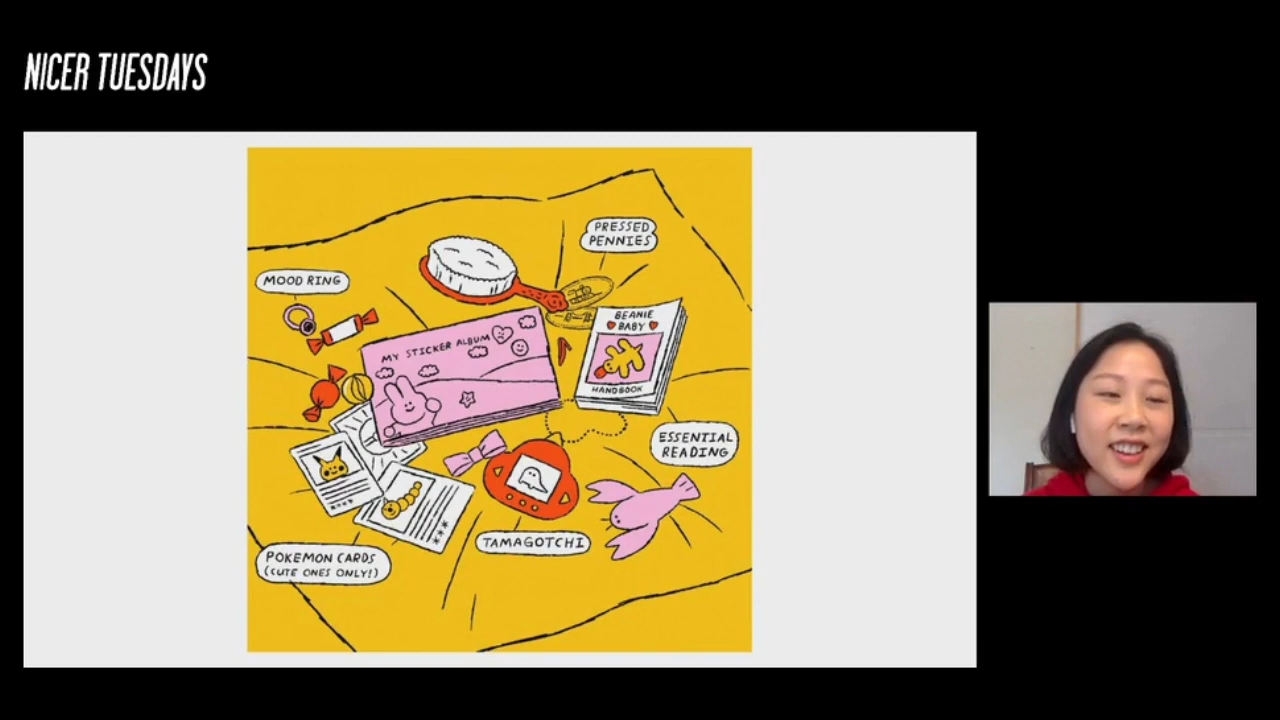 NICER TUESDAYS
PRESSED
PENNIES
MOOD RING
BEANIE
BABY
MY STICKER ALBUM
HANDBOOK
ESSENTIAL
READING
TAMAGOTCHI
POKEMON CARDS
(CUTE ONES ONLY!)